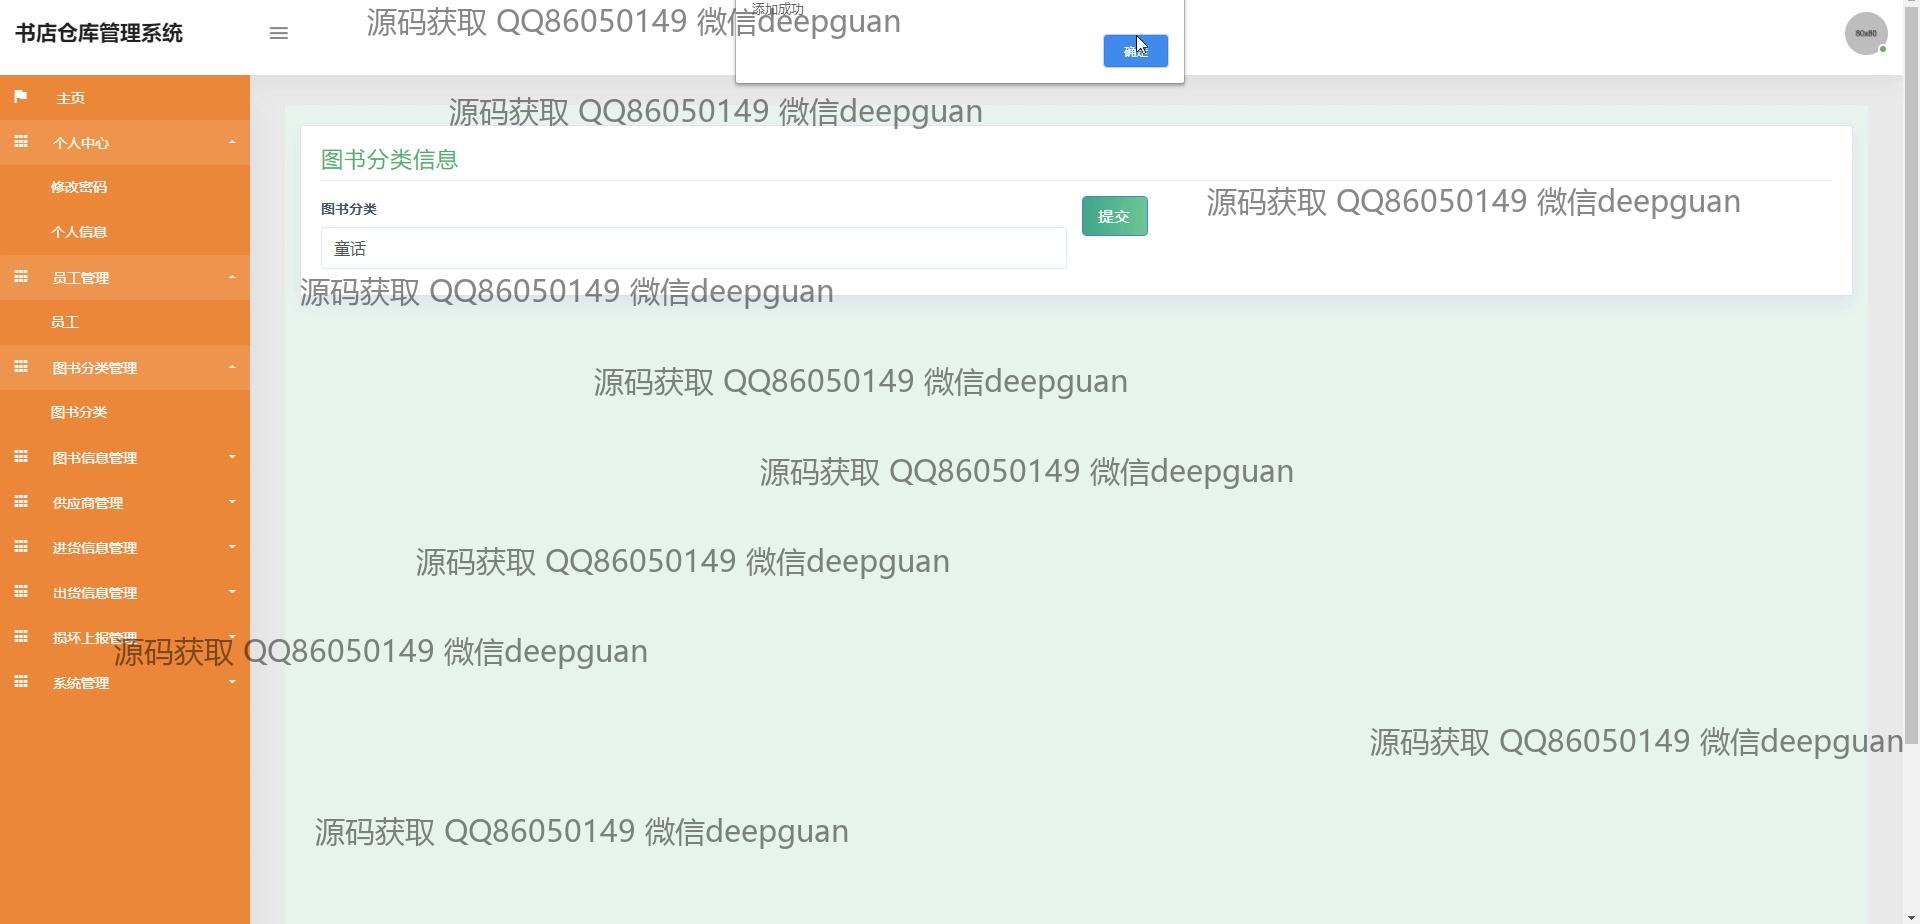 书店仓库管理系统
源码获取 QQ86050149 微信deepguan
添加成功
确定
80x80
主页
源码获取 QQ86050149 微信deepguan
个人中心
图书分类信息
修改密码
源码获取 QQ86050149 微信deepguan
图书分类
提交
个人信息
童话
员工管理
源码获取 QQ86050149 微信deepguan
员工
图书分类管理
源码获取 QQ86050149 微信deepguan
图书分类
图书信息管理
源码获取 QQ86050149 微信deepguan
供应商管理
进货信息管理
源码获取 QQ86050149 微信deepguan
出货信息管理
损坏上报管理
源码获取 QQ86050149 微信deepguan
系统管理
源码获取 QQ86050149 微信deepguan
源码获取 QQ86050149 微信deepguan